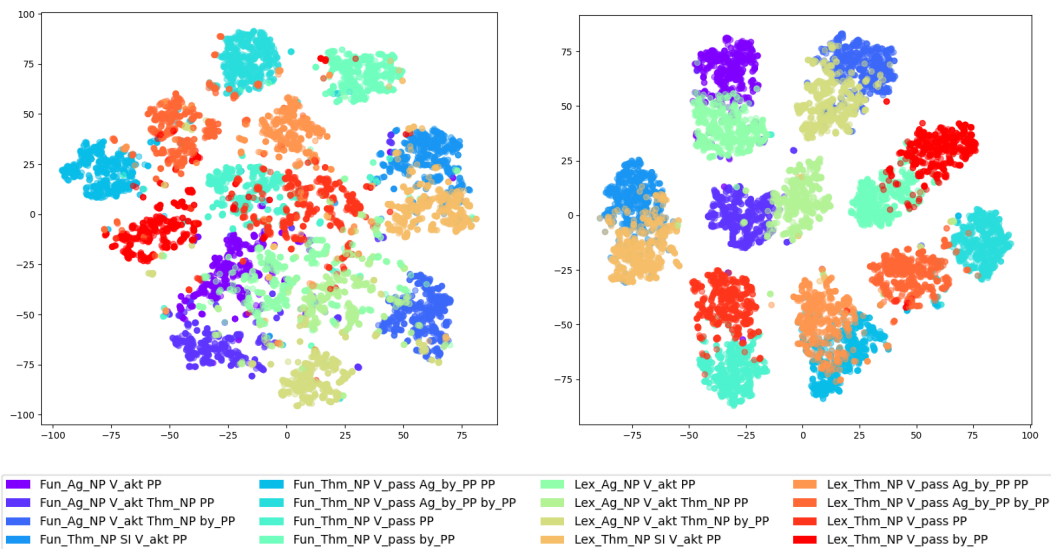 100
75
50
25
0
−25
−50
−75
−100
−100 −75 −50 −25 0 25 50 75
75
50
25
0
−25
−50
−75
−75 −50 −25 0 25 50 75 100
Fun_Ag_NP V_akt PP
Fun_Ag_NP V_akt Thm_NP PP
Fun_Ag_NP V_akt Thm_NP by_PP
Fun_Thm_NP SI V_akt PP
Fun_Thm_NP V_pass Ag_by_PP PP
Fun_Thm_NP V_pass Ag_by_PP by_PP
Fun_Thm_NP V_pass PP
Fun_Thm_NP V_pass by_PP
Lex_Ag_NP V_akt PP
Lex_Ag_NP V_akt Thm_NP PP
Lex_Ag_NP V_akt Thm_NP by_PP
Lex_Thm_NP SI V_akt PP
Lex_Thm_NP V_pass Ag_by_PP PP
Lex_Thm_NP V_pass Ag_by_PP by_PP
Lex_Thm_NP V_pass PP
Lex_Thm_NP V_pass by_PP